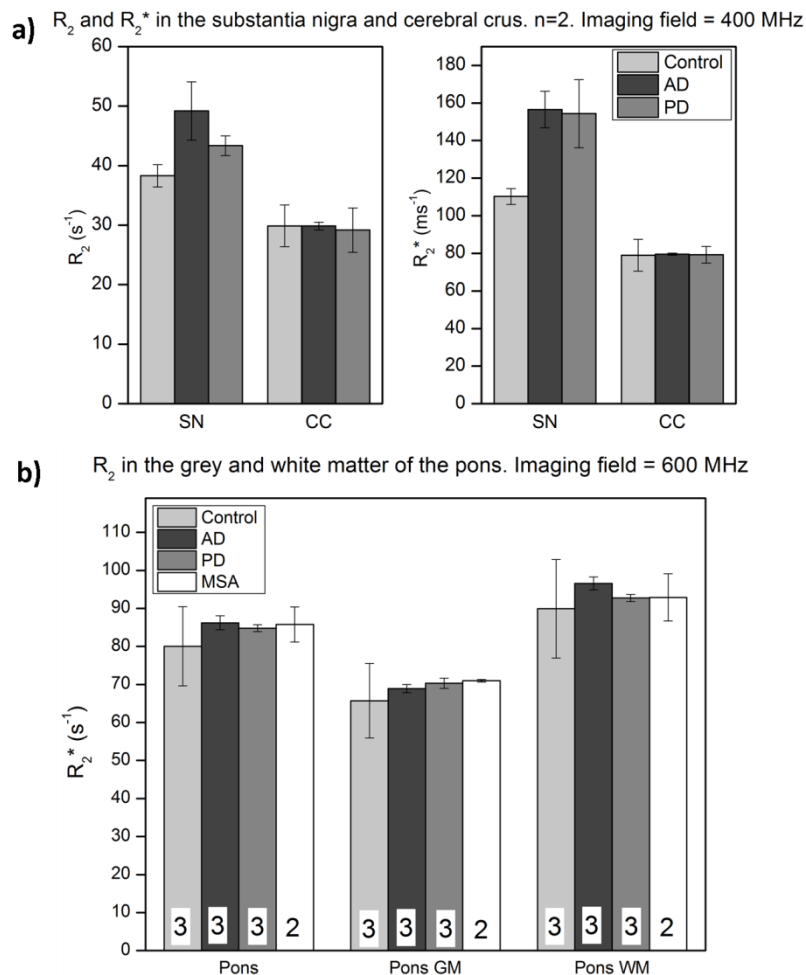 a)
R₂ and R₂* in the substantia nigra and cerebral crus. n=2. Imaging field = 400 MHz
60
50
40
30
20
10
0
R₂ (s⁻¹)
SN CC
180
160
140
120
100
80
60
40
20
0
R₂* (ms⁻¹)
Control
AD
PD
SN CC
b)
R₂ in the grey and white matter of the pons. Imaging field = 600 MHz
110
100
90
80
70
60
50
40
30
20
10
0
R₂* (s⁻¹)
Control
AD
PD
MSA
3 3 3 2 3 3 3 2 3 3 3 2
Pons Pons GM Pons WM